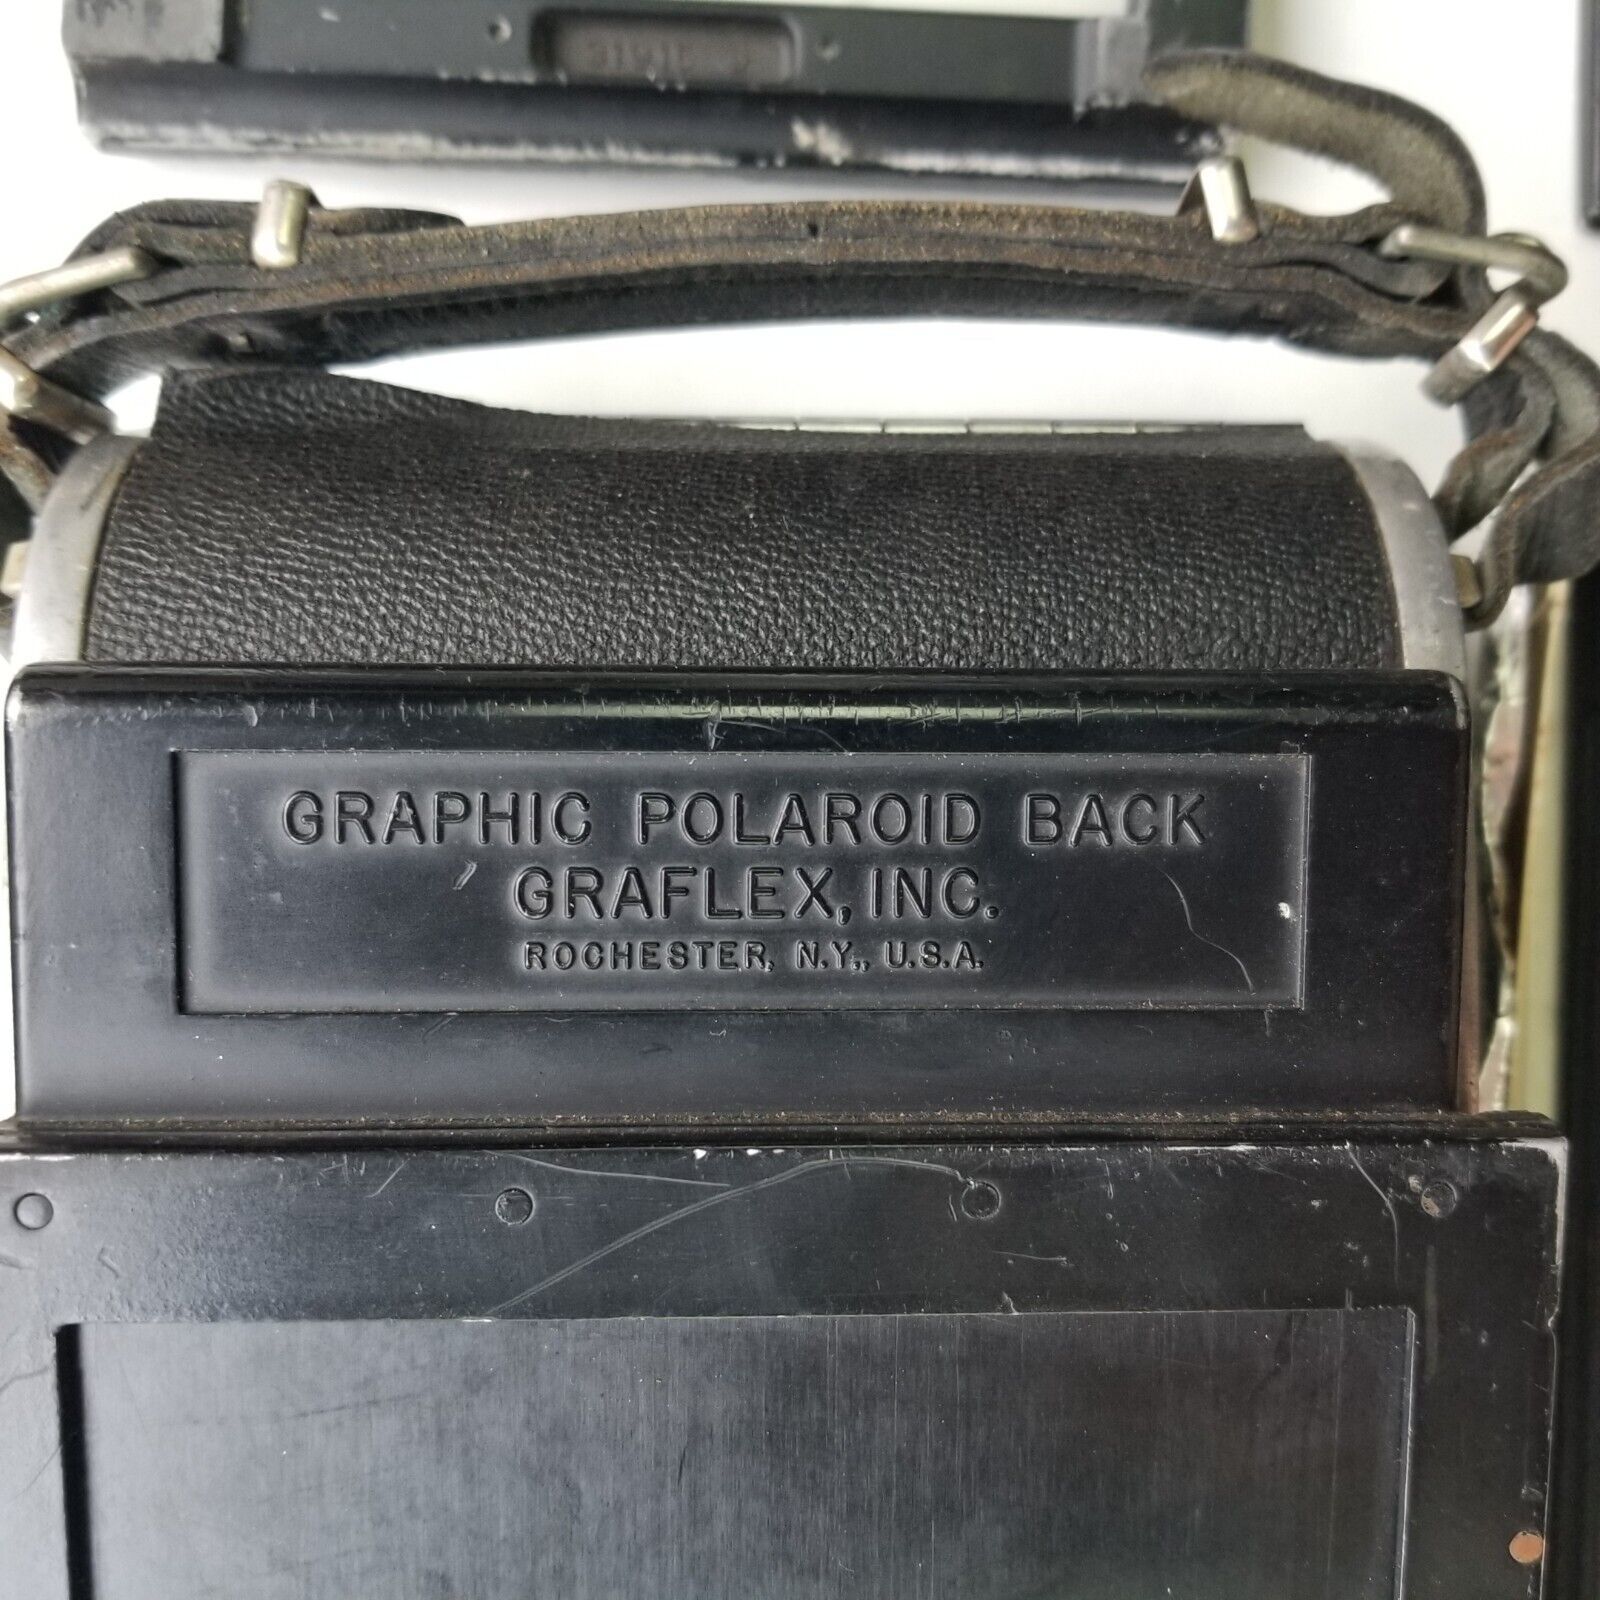 GRAPHIC POLAROID BACK
GRAFLEX, INC.
ROCHESTER, N.Y., U.S.A.